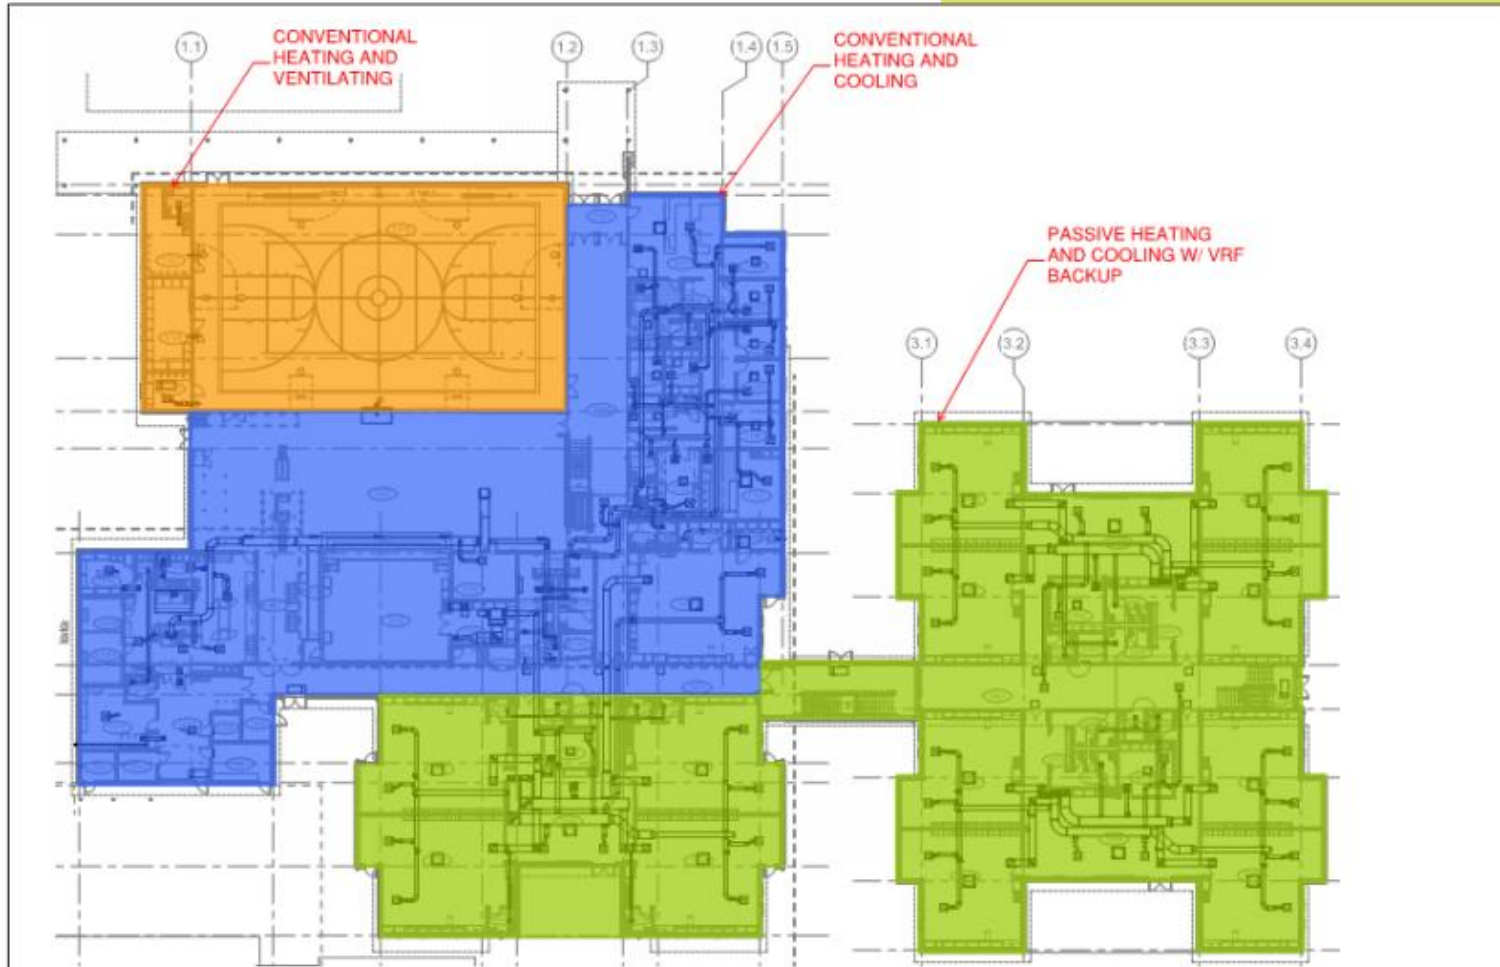 1.1
CONVENTIONAL
HEATING AND
VENTILATING
1.2
1.3
1.4
1.5
CONVENTIONAL
HEATING AND
COOLING
PASSIVE HEATING
AND COOLING W/ VRF
BACKUP
3.1
3.2
3.3
3.4